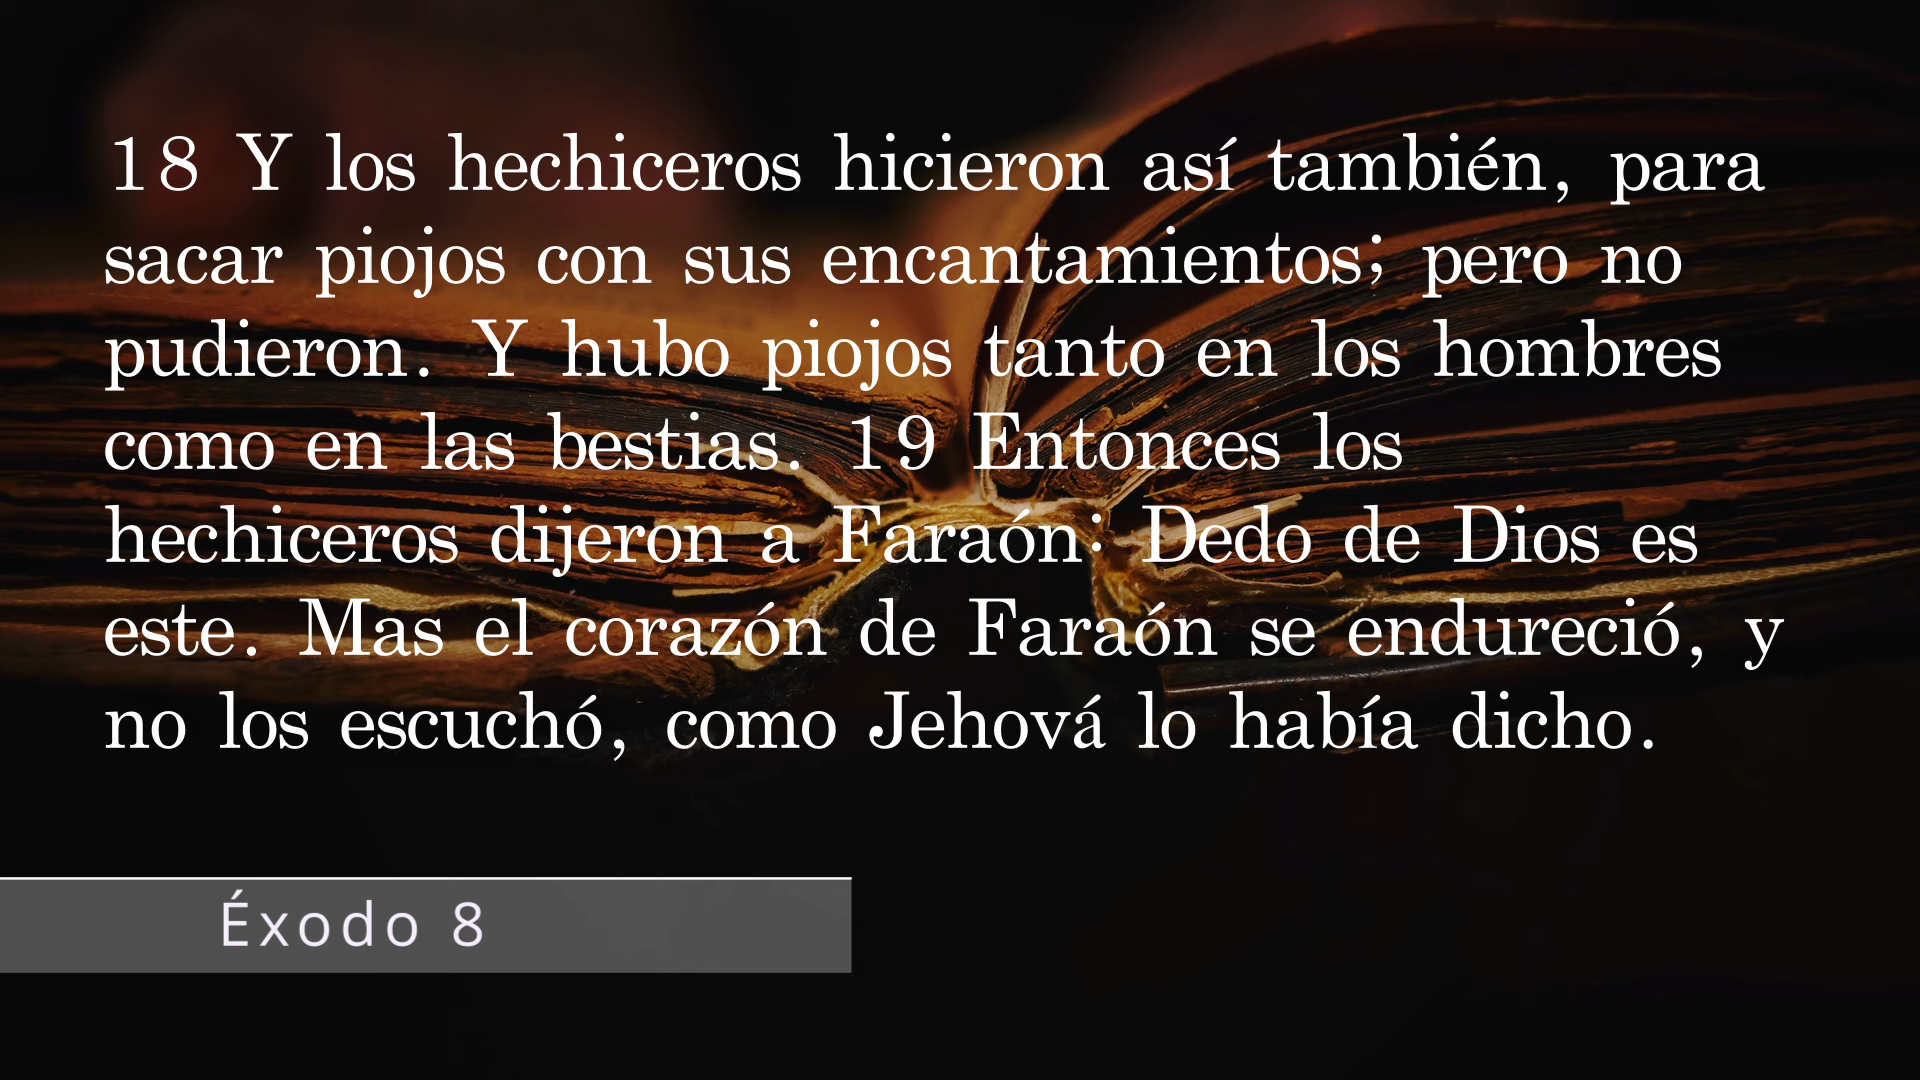 18 Y los hechiceros hicieron así también, para
sacar piojos con sus encantamientos; pero no
pudieron. Y hubo piojos tanto en los hombres
como en las bestias. 19 Entonces los
hechiceros dijeron a Faraón: Dedo de Dios es
este. Mas el corazón de Faraón se endureció, y
no los escuchó, como Jehová lo había dicho.
Éxodo 8